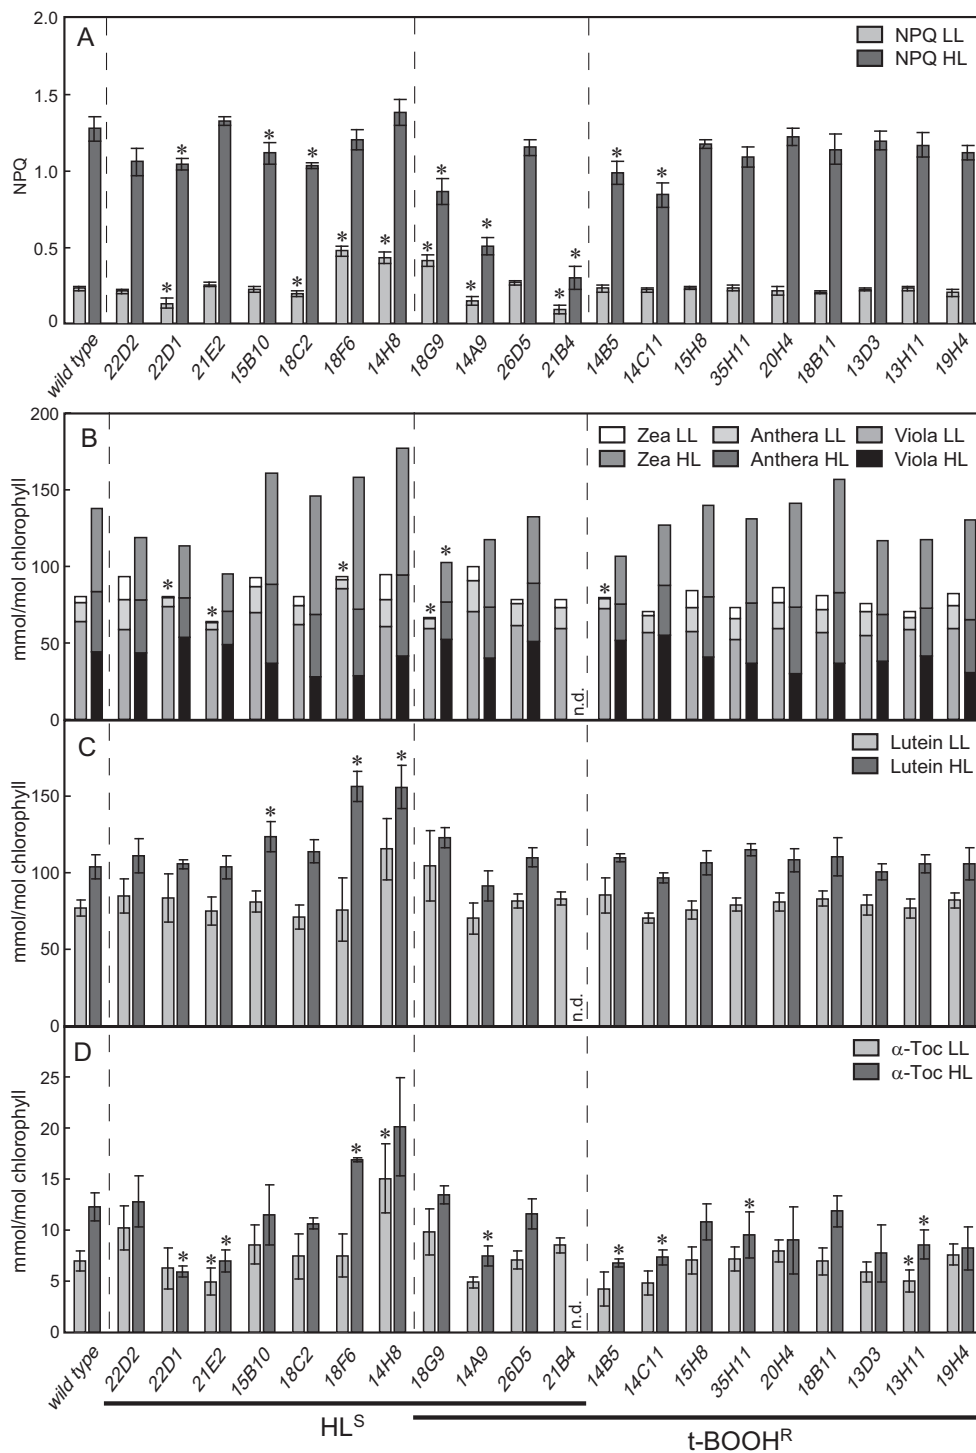 A
NPQ LL
NPQ HL
NPQ
2.0
1.5
1.0
0.5
0
* * * * * * * * * * * * * * *
wild type 22D2 22D1 21E2 15B10 18C2 18F6 14H8 18G9 14A9 26D5 21B4 14B5 14C11 15H8 35H11 20H4 18B11 13D3 13H11 19H4
B
Zea LL Anthera LL Viola LL
Zea HL Anthera HL Viola HL
mmol/mol chlorophyll
200
150
100
50
0
* * * * * *
n.d.
C
Lutein LL
Lutein HL
mmol/mol chlorophyll
150
100
50
0
* * *
n.d.
D
α-Toc LL
α-Toc HL
mmol/mol chlorophyll
25
20
15
10
5
0
* * * * * * * * * * *
n.d.
wild type 22D2 22D1 21E2 15B10 18C2 18F6 14H8 18G9 14A9 26D5 21B4 14B5 14C11 15H8 35H11 20H4 18B11 13D3 13H11 19H4
HLS
t-BOOHR